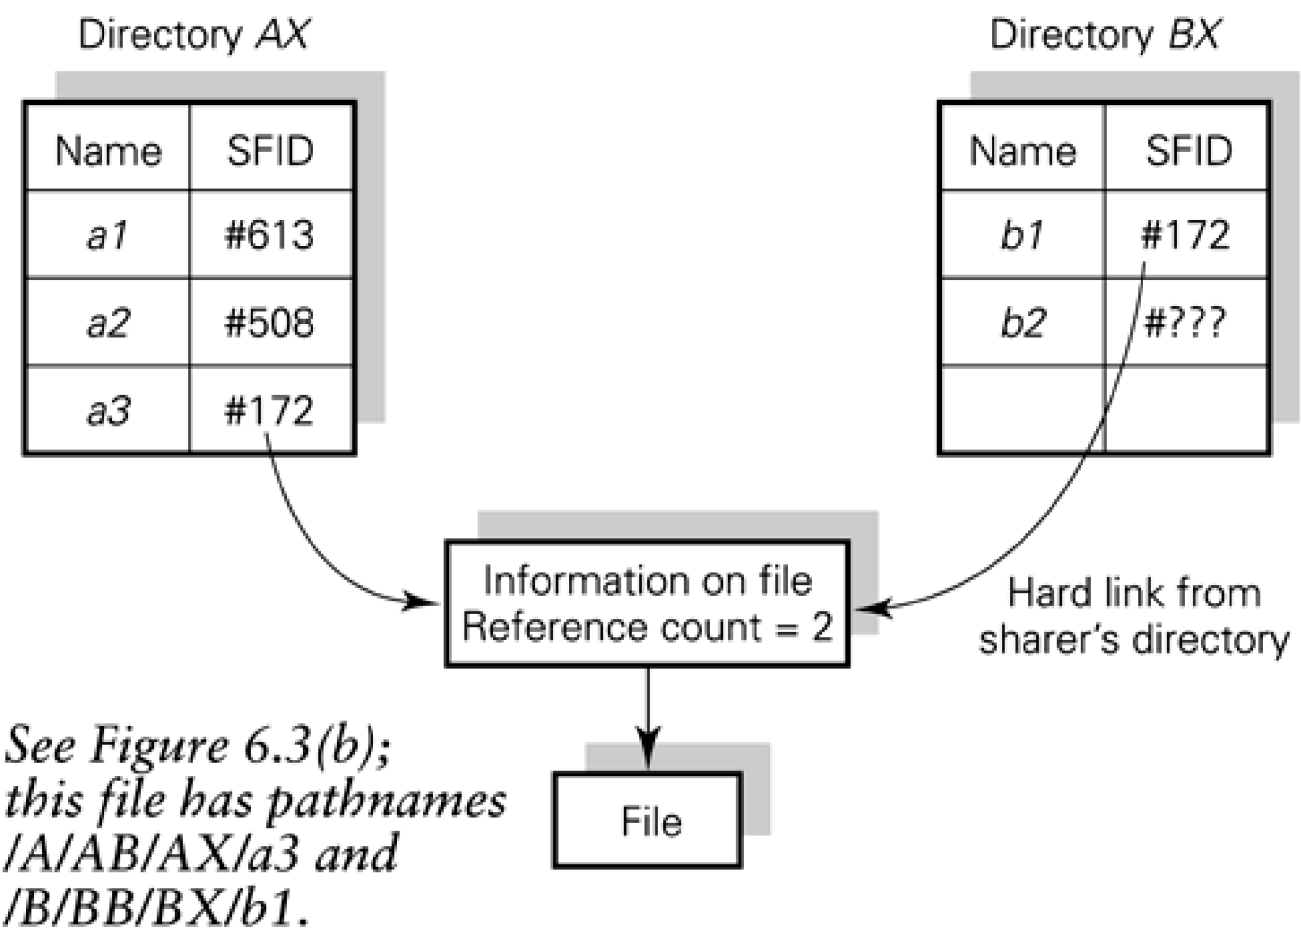 Directory AX
Name SFID
a1 #613
a2 #508
a3 #172
Directory BX
Name SFID
b1 #172
b2 #???
Information on file
Reference count = 2
Hard link from
sharer's directory
File
See Figure 6.3(b);
this file has pathnames
/A/AB/AX/a3 and
/B/BB/BX/b1.